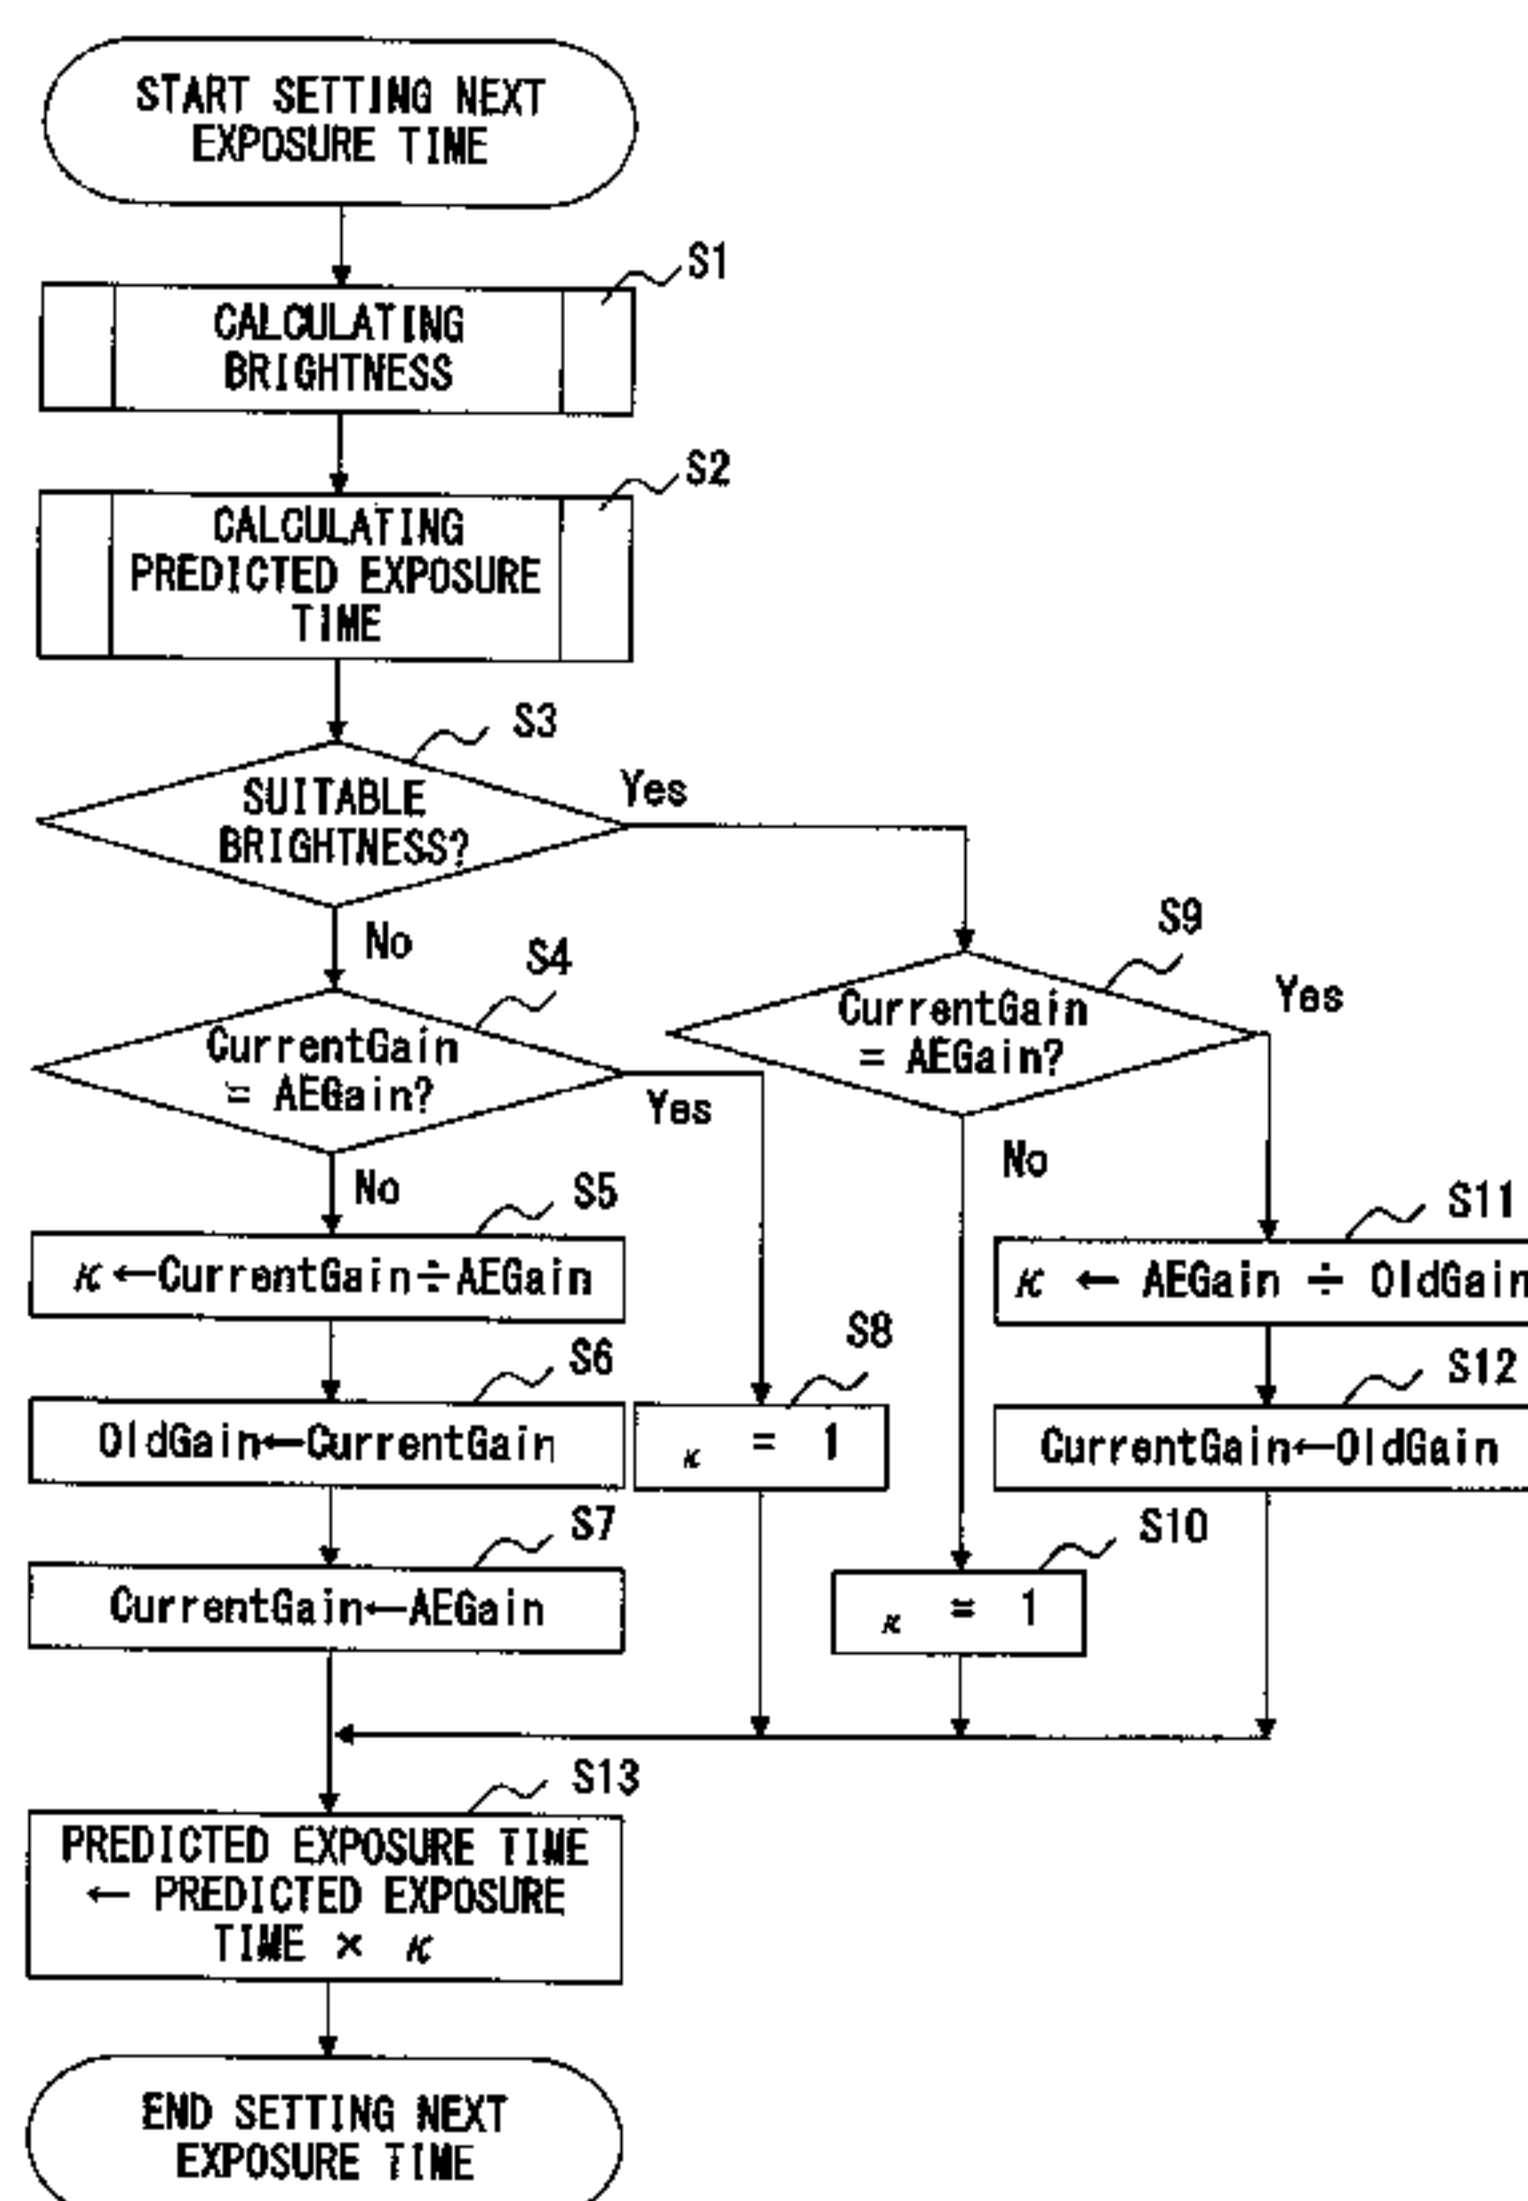 START SETTING NEXT
EXPOSURE TIME
S1
CALCULATING
BRIGHTNESS
S2
CALCULATING
PREDICTED EXPOSURE
TIME
S3
SUITABLE
BRIGHTNESS?
Yes
No
S4
CurrentGain
= AEGain?
Yes
No
S9
CurrentGain
= AEGain?
Yes
No
S5
κ ←CurrentGain÷AEGain
S6
OldGain←CurrentGain
S7
CurrentGain←AEGain
S8
κ = 1
S10
κ = 1
S11
κ ← AEGain ÷ OldGain
S12
CurrentGain←OldGain
S13
PREDICTED EXPOSURE TIME
← PREDICTED EXPOSURE
TIME × κ
END SETTING NEXT
EXPOSURE TIME